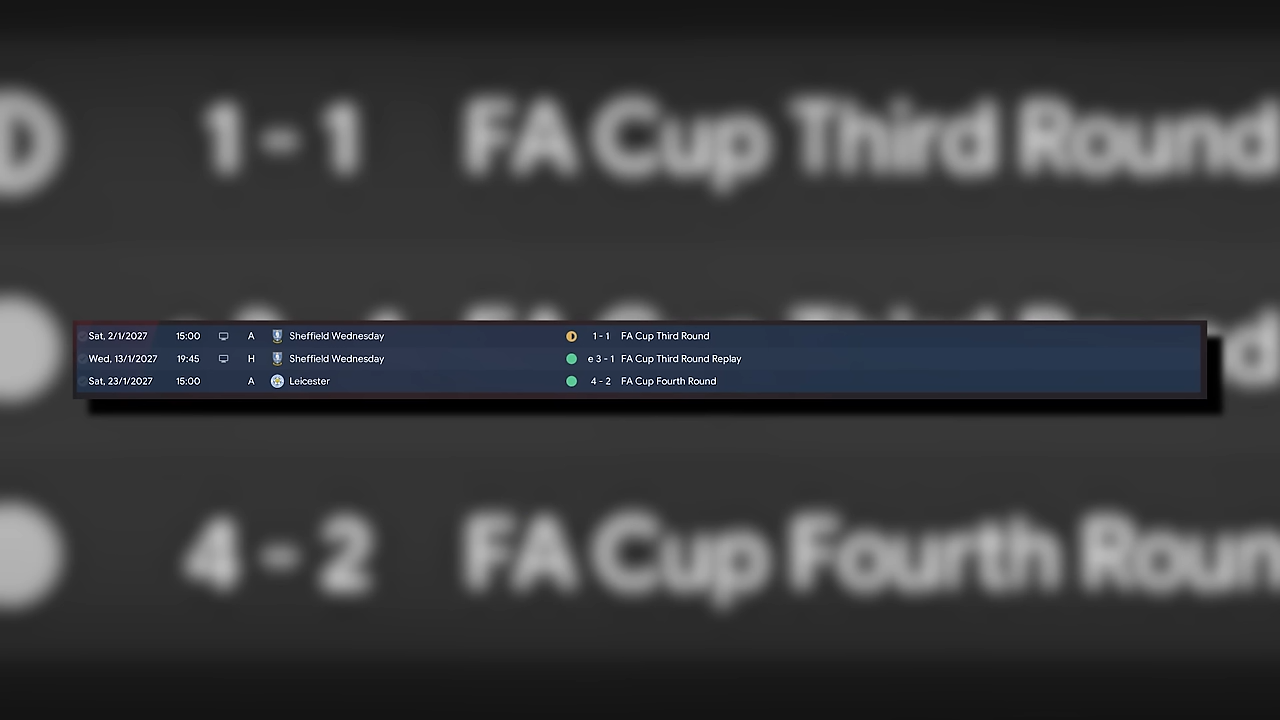 1 - 1 FA Cup Third Round
Sat, 2/1/2027 15:00 A Sheffield Wednesday 1 - 1 FA Cup Third Round
Wed, 13/1/2027 19:45 H Sheffield Wednesday e 3 - 1 FA Cup Third Round Replay
Sat, 23/1/2027 15:00 A Leicester 4 - 2 FA Cup Fourth Round
4 - 2 FA Cup Fourth Roun